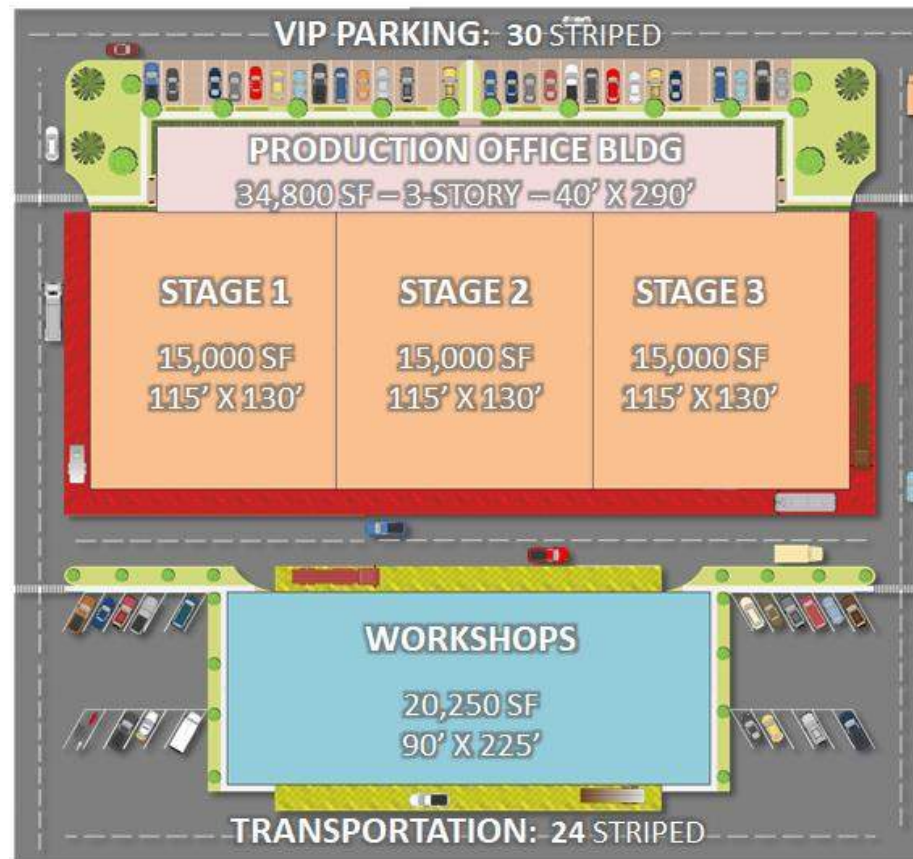 VIP PARKING: 30 STRIPED
PRODUCTION OFFICE BLDG
34,800 SF – 3-STORY – 40’ X 290’
STAGE 1
15,000 SF
115’ X 130’
STAGE 2
15,000 SF
115’ X 130’
STAGE 3
15,000 SF
115’ X 130’
WORKSHOPS
20,250 SF
90’ X 225’
TRANSPORTATION: 24 STRIPED